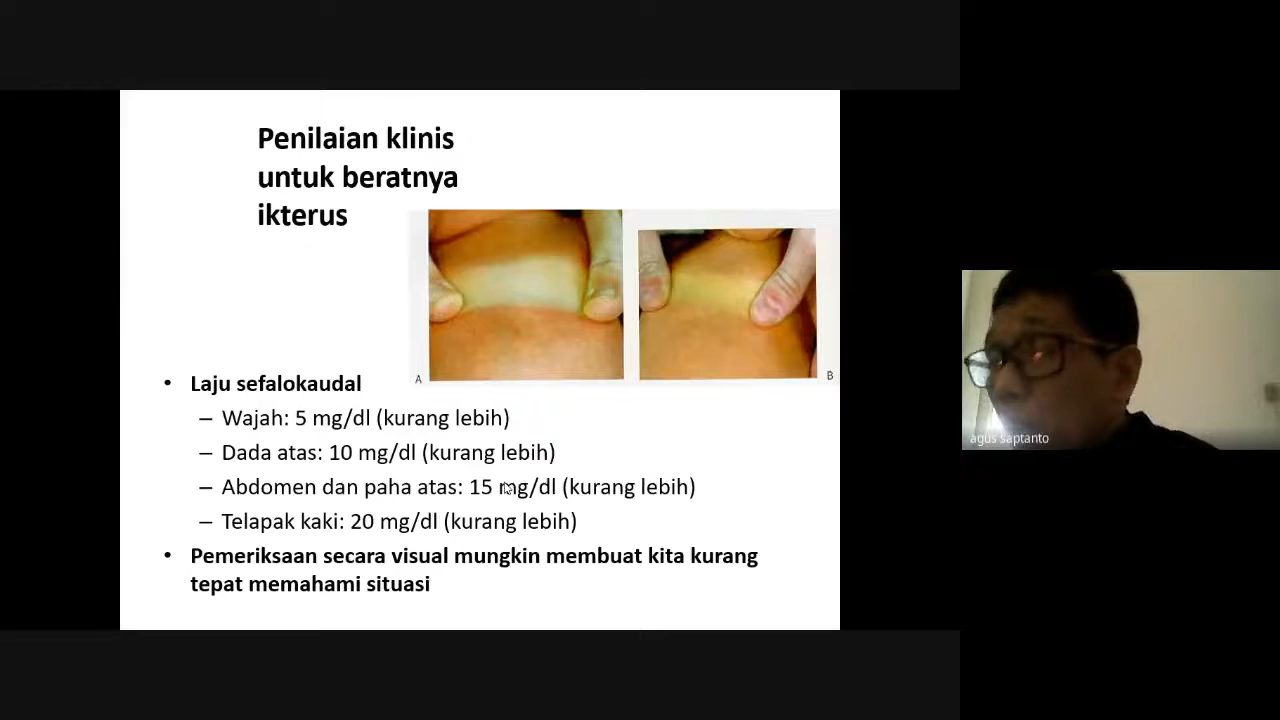 Penilaian klinis
untuk beratnya
ikterus
A
B
• Laju sefalokaudal
– Wajah: 5 mg/dl (kurang lebih)
– Dada atas: 10 mg/dl (kurang lebih)
– Abdomen dan paha atas: 15 mg/dl (kurang lebih)
– Telapak kaki: 20 mg/dl (kurang lebih)
• Pemeriksaan secara visual mungkin membuat kita kurang
tepat memahami situasi
agus saptanto